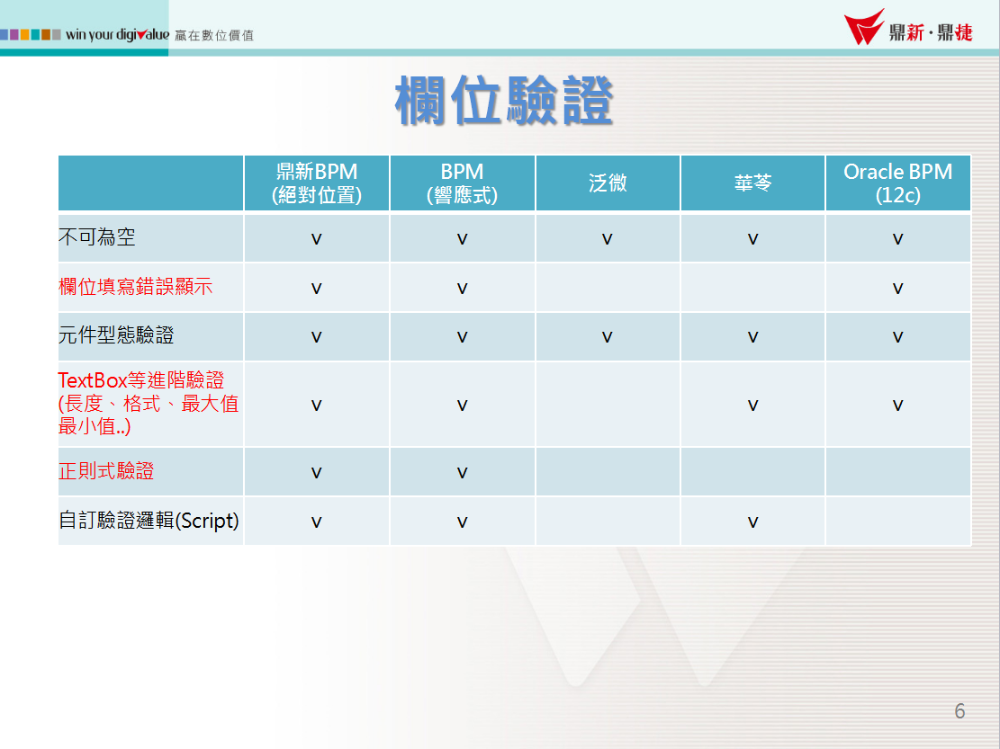 win your digivalue 贏在數位價值
鼎新·鼎捷
欄位驗證
鼎新BPM
(絕對位置)
BPM
(響應式)
泛微
華苓
Oracle BPM
(12c)
不可為空 v v v v v
欄位填寫錯誤顯示 v v v
元件型態驗證 v v v v v
TextBox等進階驗證
(長度、格式、最大值
最小值..) v v v v
正則式驗證 v v
自訂驗證邏輯(Script) v v v
6